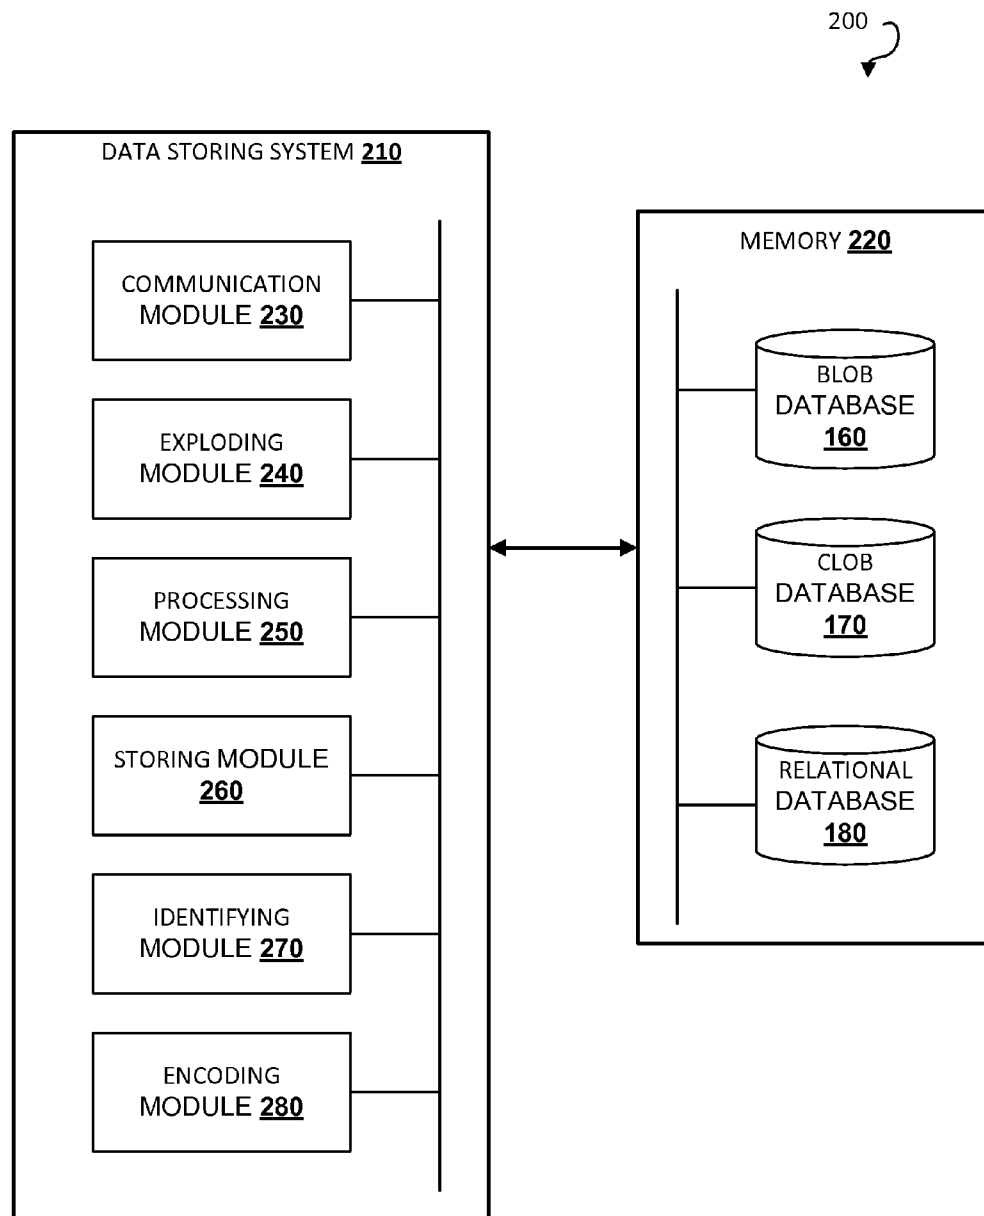 200
DATA STORING SYSTEM 210
COMMUNICATION
MODULE 230
EXPLODING
MODULE 240
PROCESSING
MODULE 250
STORING MODULE
260
IDENTIFYING
MODULE 270
ENCODING
MODULE 280
MEMORY 220
BLOB
DATABASE
160
CLOB
DATABASE
170
RELATIONAL
DATABASE
180